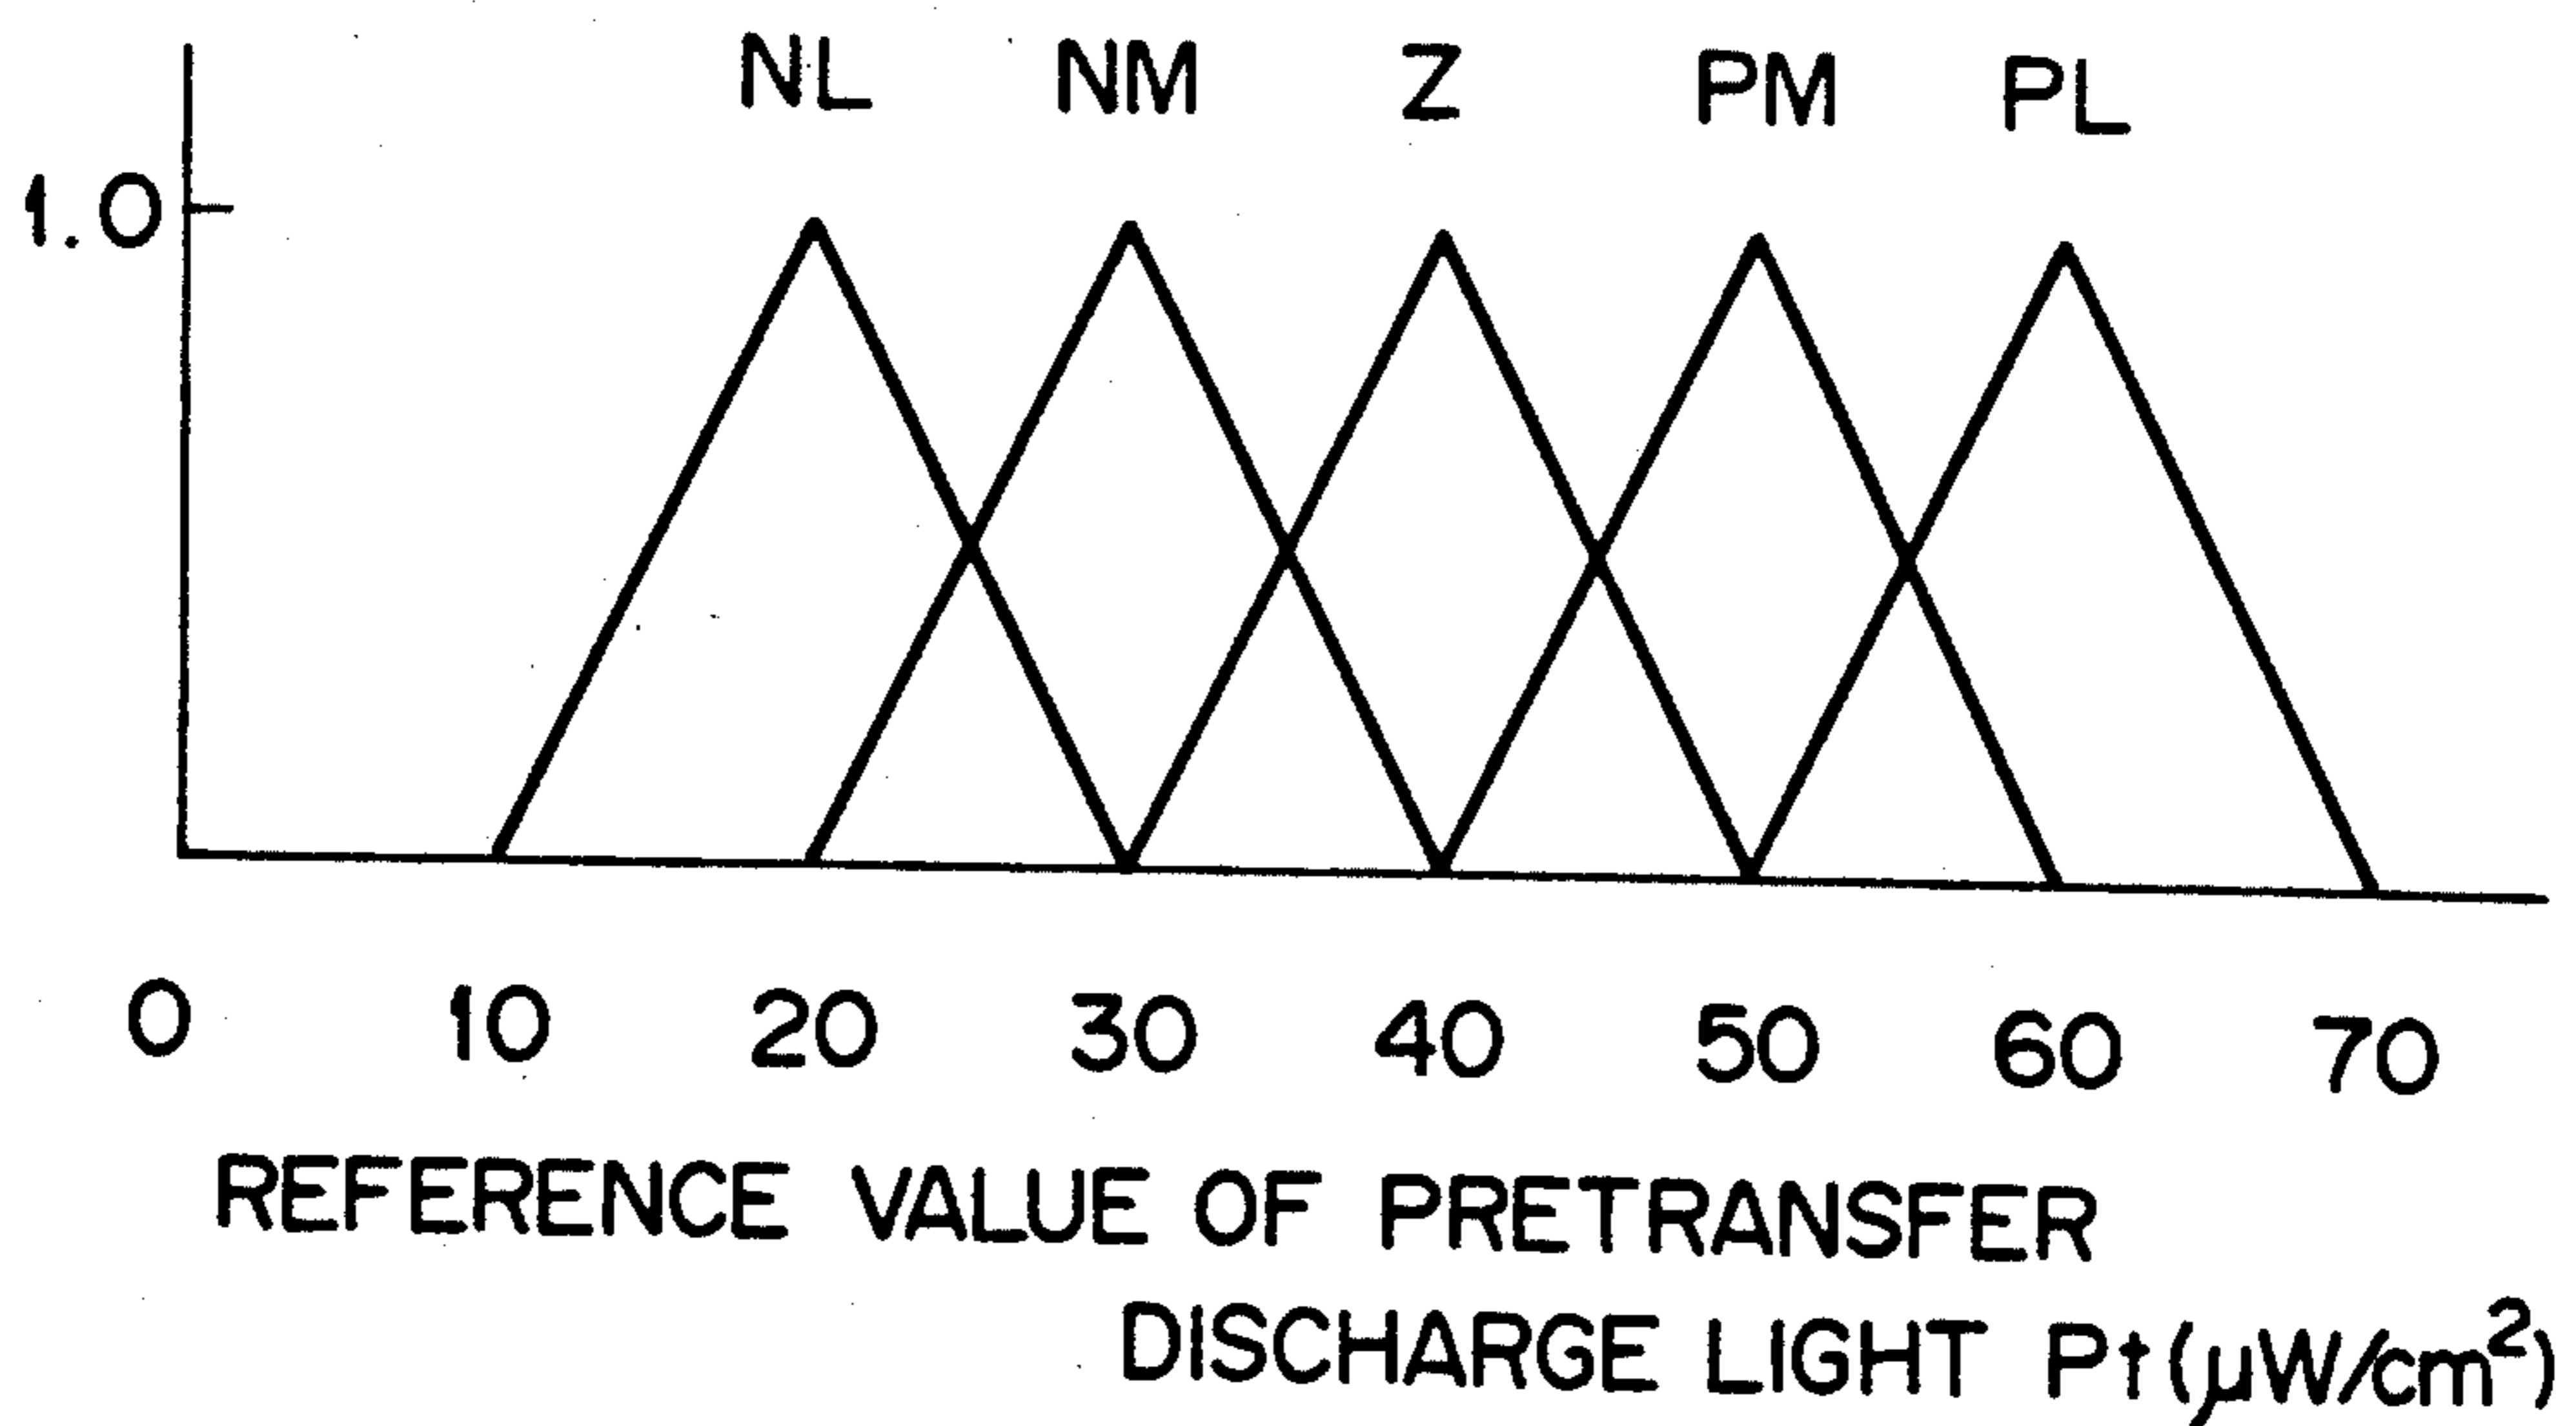 NL NM Z PM PL
1.0
0 10 20 30 40 50 60 70
REFERENCE VALUE OF PRETRANSFER
DISCHARGE LIGHT Pt (μW/cm²)